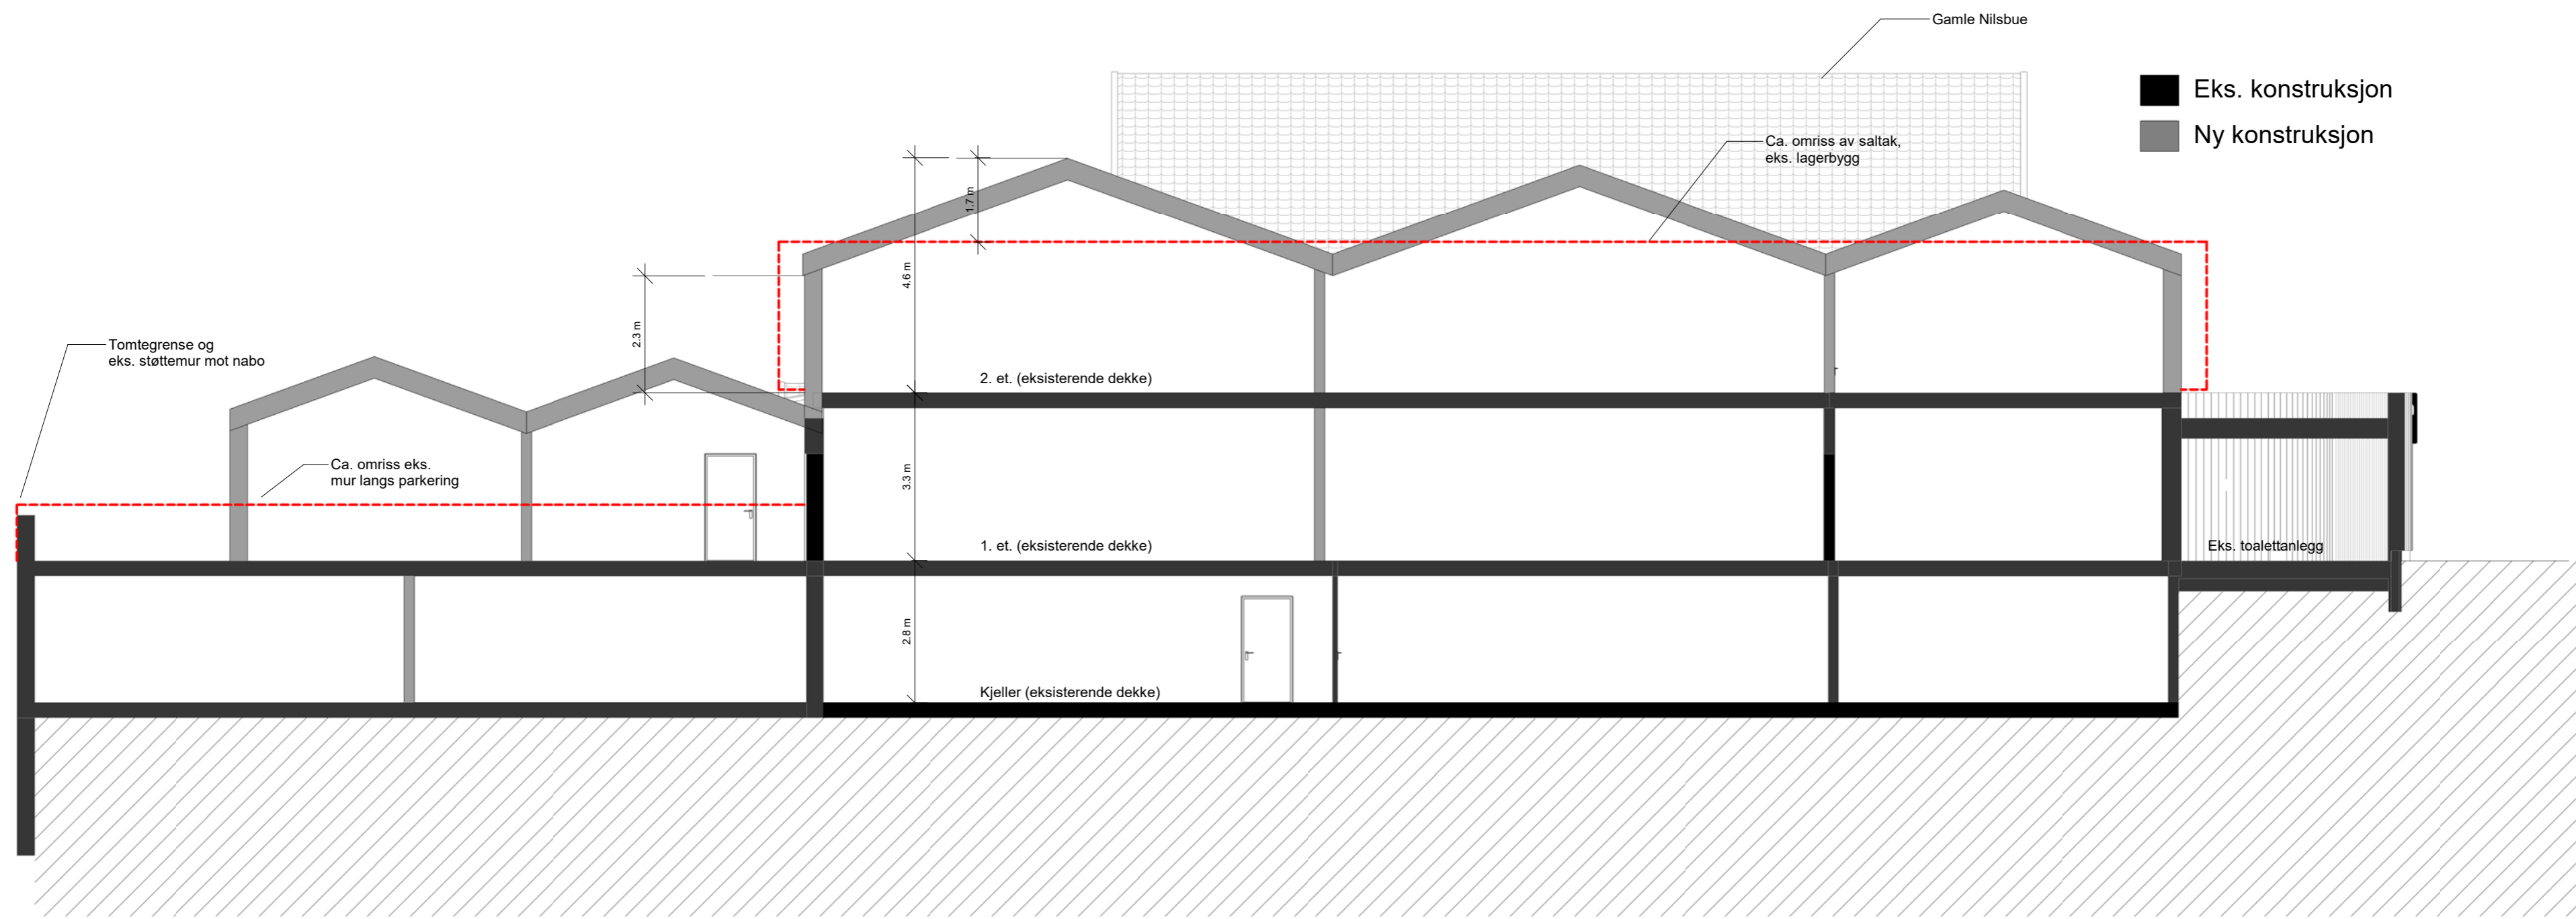 Gamle Nilsbue
Eks. konstruksjon
Ny konstruksjon
Ca. omriss av saltak,
eks. lagerbygg
1.7 m
4.6 m
2.3 m
Tomtegrense og
eks. støttemur mot nabo
2. et. (eksisterende dekke)
Ca. omriss eks.
mur langs parkering
3.3 m
1. et. (eksisterende dekke)
Eks. toalettanlegg
2.8 m
Kjeller (eksisterende dekke)